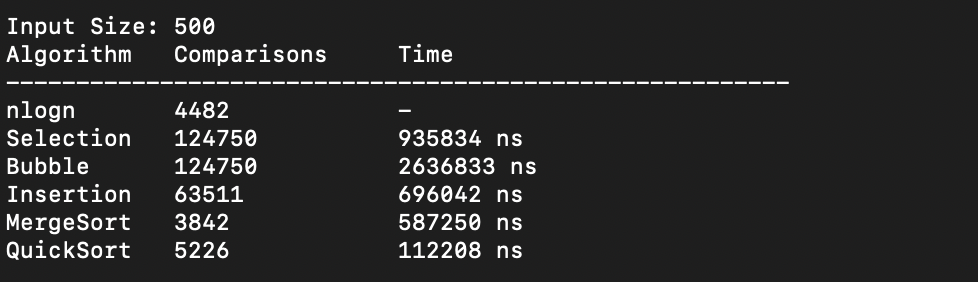 Input Size: 500
Algorithm Comparisons Time
--------------------------------------------------------
nlogn 4482 -
Selection 124750 935834 ns
Bubble 124750 2636833 ns
Insertion 63511 696042 ns
MergeSort 3842 587250 ns
QuickSort 5226 112208 ns